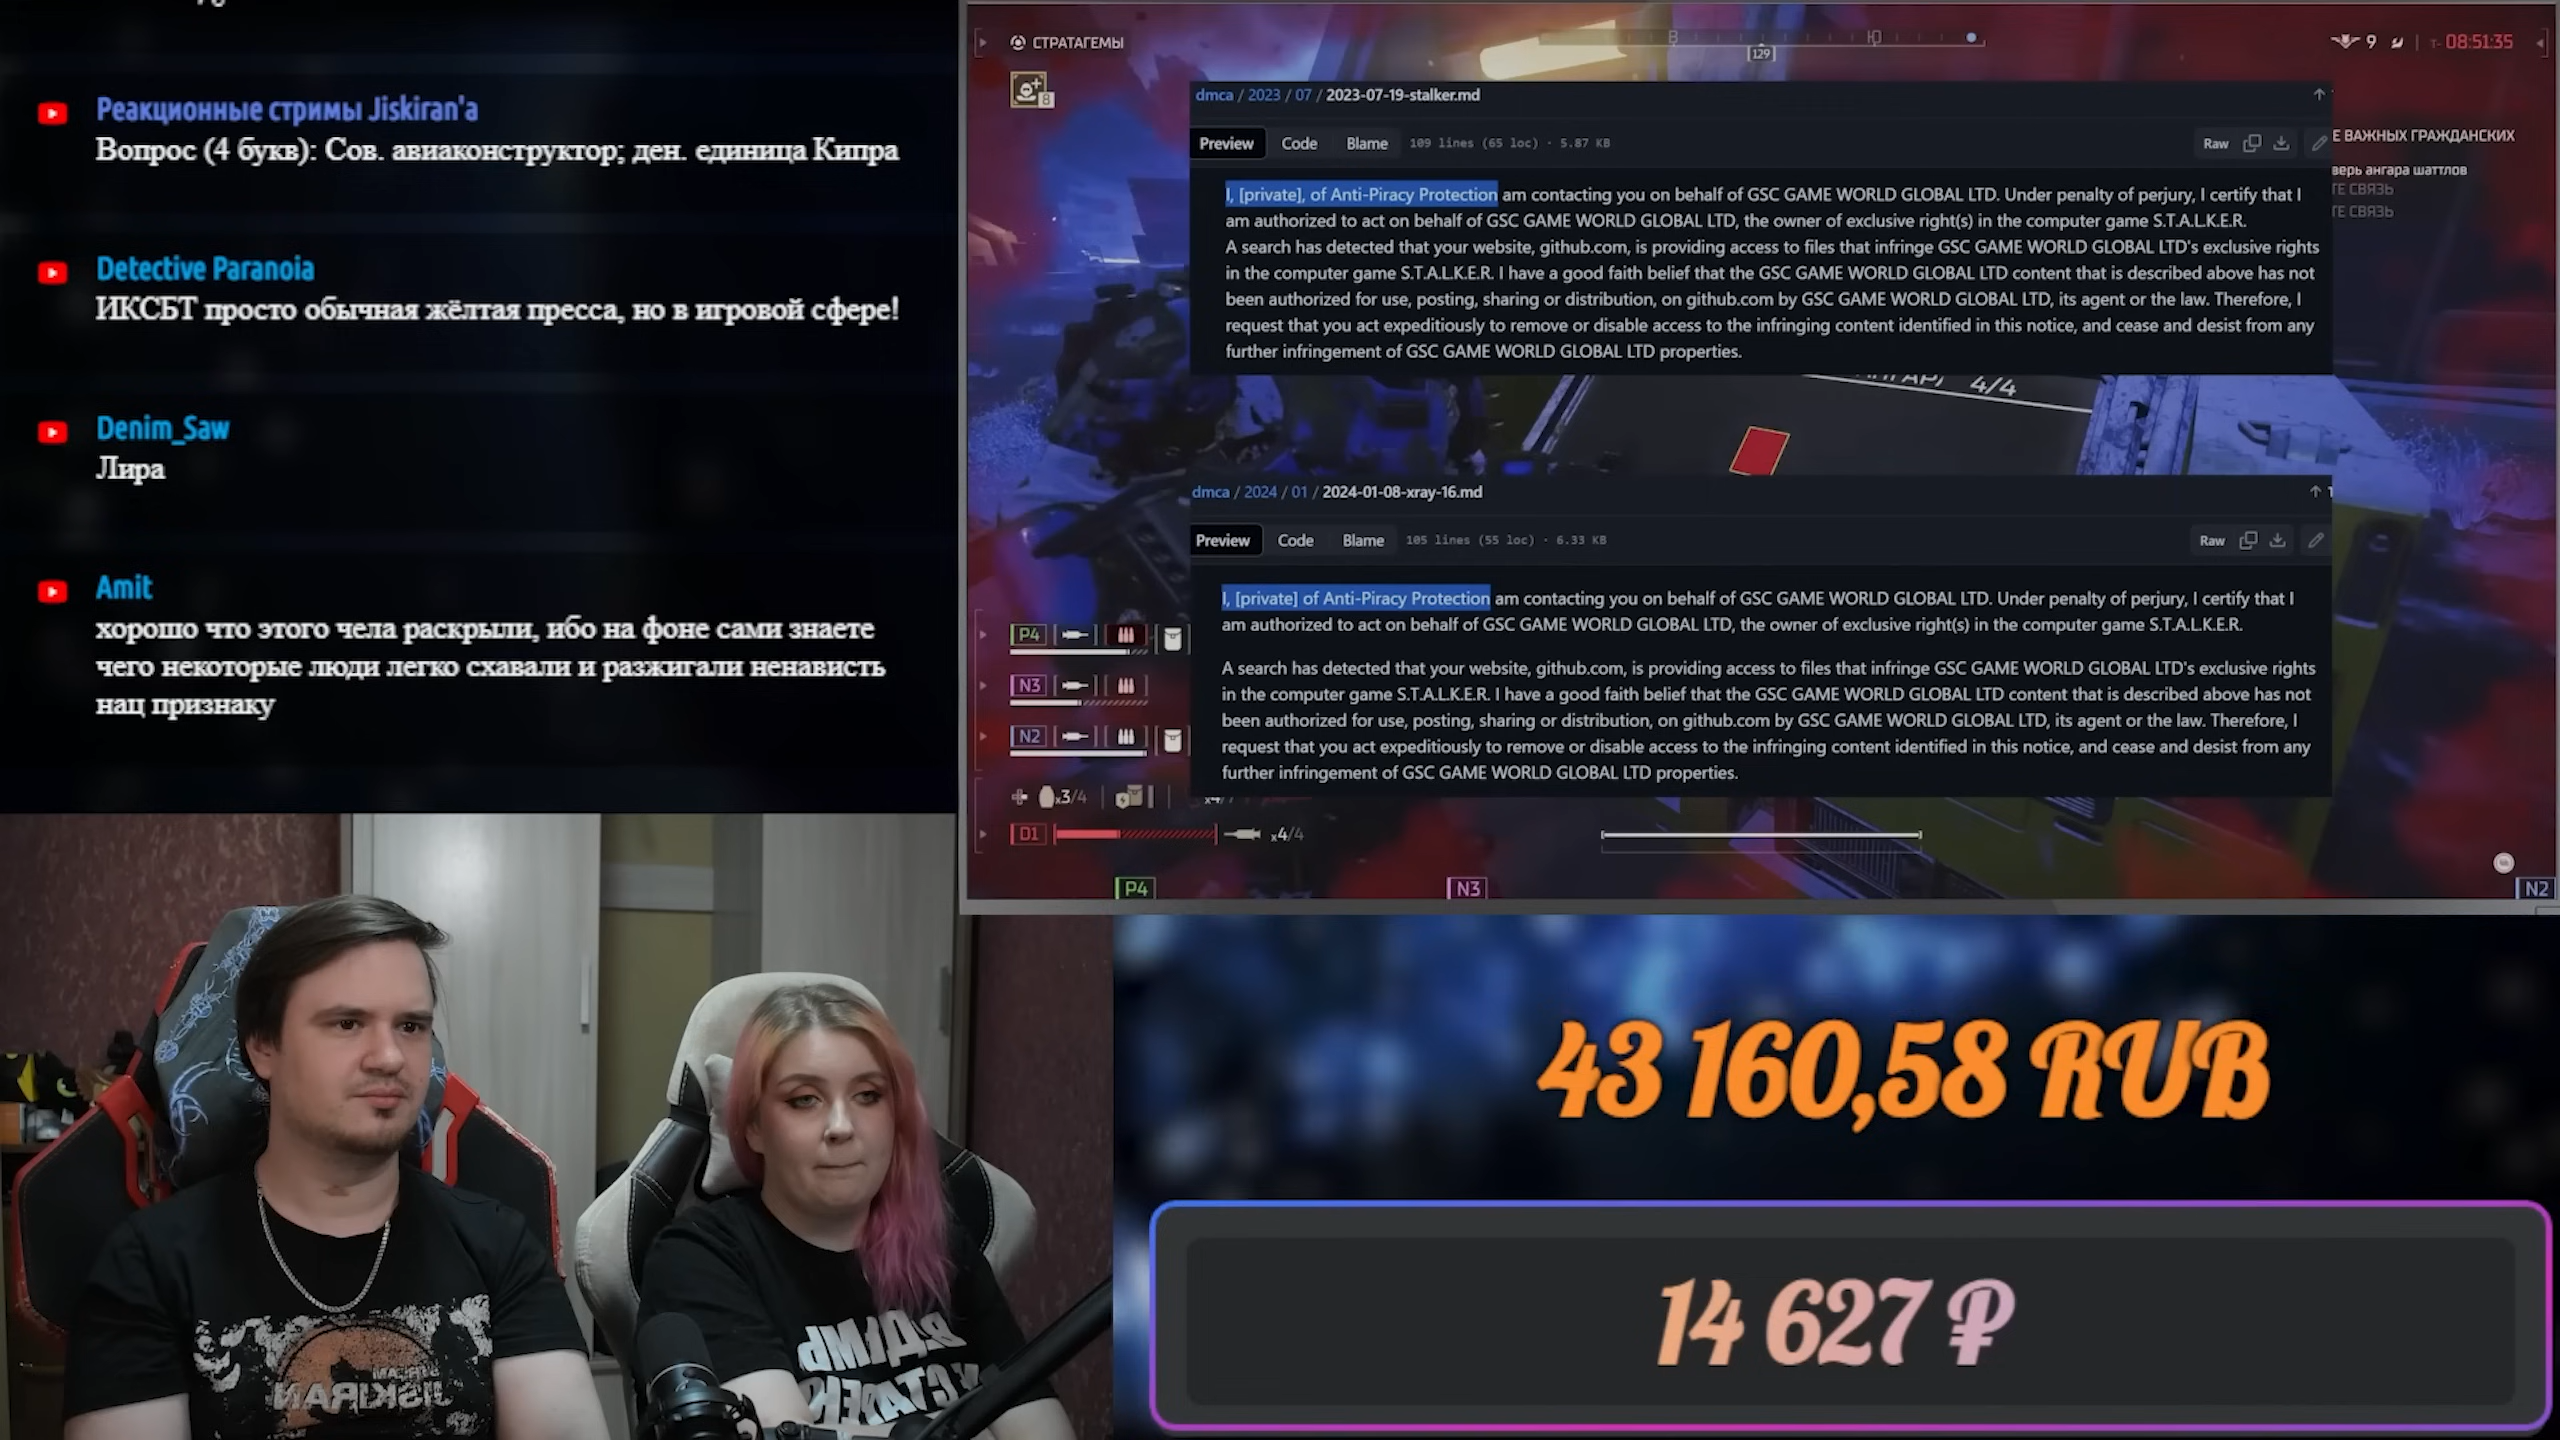 Реакционные стримы Jiskiran'а
Вопрос (4 букв): Сов. авиаконструктор; ден. единица Кипра
Detective Paranoia
ИКСБТ просто обычная жёлтая пресса, но в игровой сфере!
Denim_Saw
Лира
Amit
хорошо что этого чела раскрыли, ибо на фоне сами знаете
чего некоторые люди легко схавали и разжигали ненависть
нац признаку
СТРАТАГЕМЫ
8
В
Ю
129
9
T- 08:51:35
Е ВАЖНЫХ ГРАЖДАНСКИХ
верь ангара шаттлов
ТЕ СВЯЗЬ
ТЕ СВЯЗЬ
dmca / 2023 / 07 / 2023-07-19-stalker.md
Preview Code Blame 109 lines (65 loc) · 5.87 KB Raw
I, [private], of Anti-Piracy Protection am contacting you on behalf of GSC GAME WORLD GLOBAL LTD. Under penalty of perjury, I certify that I
am authorized to act on behalf of GSC GAME WORLD GLOBAL LTD, the owner of exclusive right(s) in the computer game S.T.A.L.K.E.R.
A search has detected that your website, github.com, is providing access to files that infringe GSC GAME WORLD GLOBAL LTD's exclusive rights
in the computer game S.T.A.L.K.E.R. I have a good faith belief that the GSC GAME WORLD GLOBAL LTD content that is described above has not
been authorized for use, posting, sharing or distribution, on github.com by GSC GAME WORLD GLOBAL LTD, its agent or the law. Therefore, I
request that you act expeditiously to remove or disable access to the infringing content identified in this notice, and cease and desist from any
further infringement of GSC GAME WORLD GLOBAL LTD properties.
4/4
dmca / 2024 / 01 / 2024-01-08-xray-16.md
Preview Code Blame 105 lines (55 loc) · 6.33 KB Raw
I, [private] of Anti-Piracy Protection am contacting you on behalf of GSC GAME WORLD GLOBAL LTD. Under penalty of perjury, I certify that I
am authorized to act on behalf of GSC GAME WORLD GLOBAL LTD, the owner of exclusive right(s) in the computer game S.T.A.L.K.E.R.
A search has detected that your website, github.com, is providing access to files that infringe GSC GAME WORLD GLOBAL LTD's exclusive rights
in the computer game S.T.A.L.K.E.R. I have a good faith belief that the GSC GAME WORLD GLOBAL LTD content that is described above has not
been authorized for use, posting, sharing or distribution, on github.com by GSC GAME WORLD GLOBAL LTD, its agent or the law. Therefore, I
request that you act expeditiously to remove or disable access to the infringing content identified in this notice, and cease and desist from any
further infringement of GSC GAME WORLD GLOBAL LTD properties.
P4
N3
N2
x3/4
D1
x4/4
P4
N3
N2
43 160,58 RUB
14 627 ₽
JISKIRAN